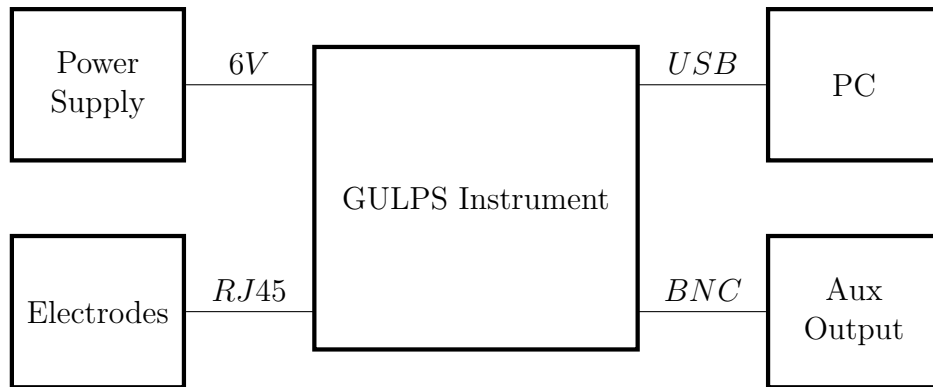 Power
Supply
6V
GULPS Instrument
USB
PC
Electrodes
RJ45
BNC
Aux
Output